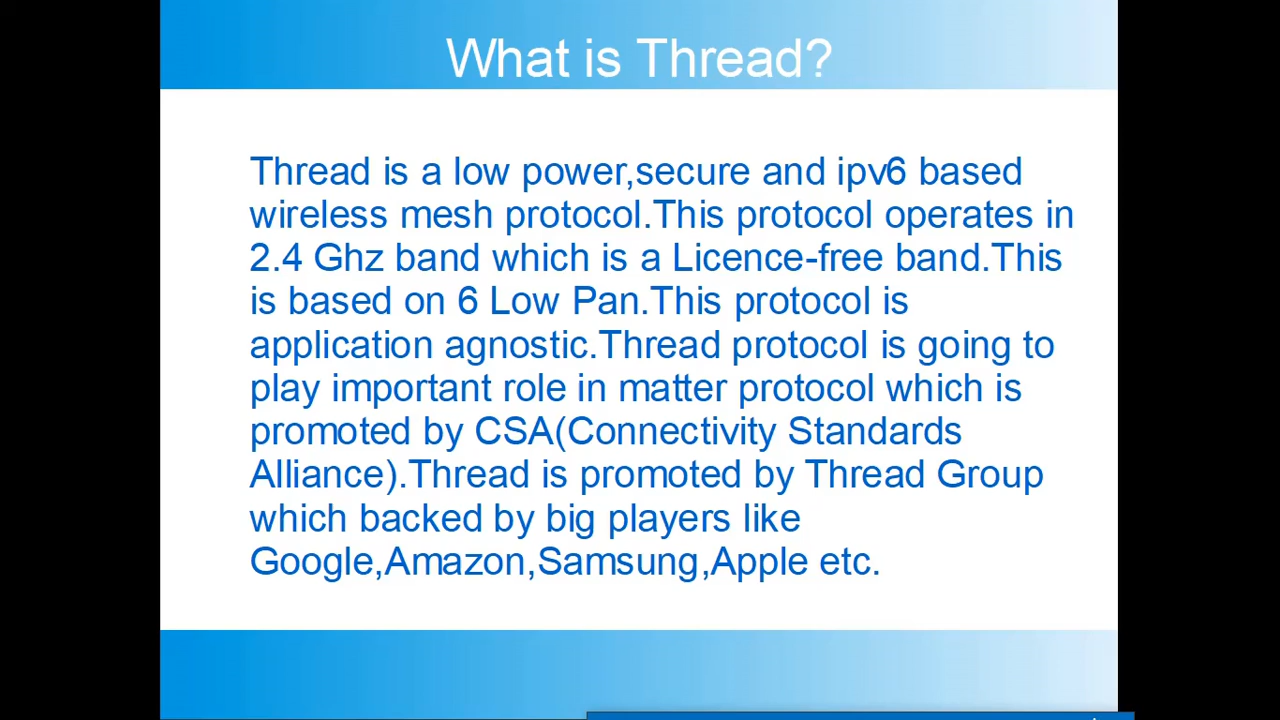 What is Thread?
Thread is a low power,secure and ipv6 based
wireless mesh protocol.This protocol operates in
2.4 Ghz band which is a Licence-free band.This
is based on 6 Low Pan.This protocol is
application agnostic.Thread protocol is going to
play important role in matter protocol which is
promoted by CSA(Connectivity Standards
Alliance).Thread is promoted by Thread Group
which backed by big players like
Google,Amazon,Samsung,Apple etc.